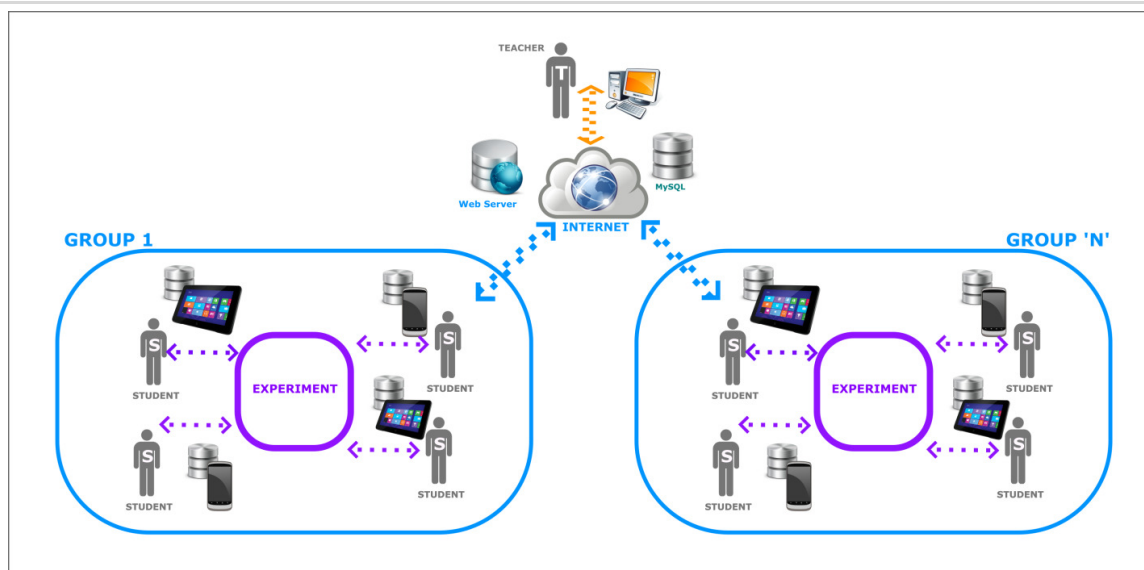 TEACHER
T
Web Server
MySQL
INTERNET
GROUP 1
GROUP 'N'
S
STUDENT
S
STUDENT
EXPERIMENT
S
STUDENT
S
STUDENT
S
STUDENT
S
STUDENT
EXPERIMENT
S
STUDENT
S
STUDENT